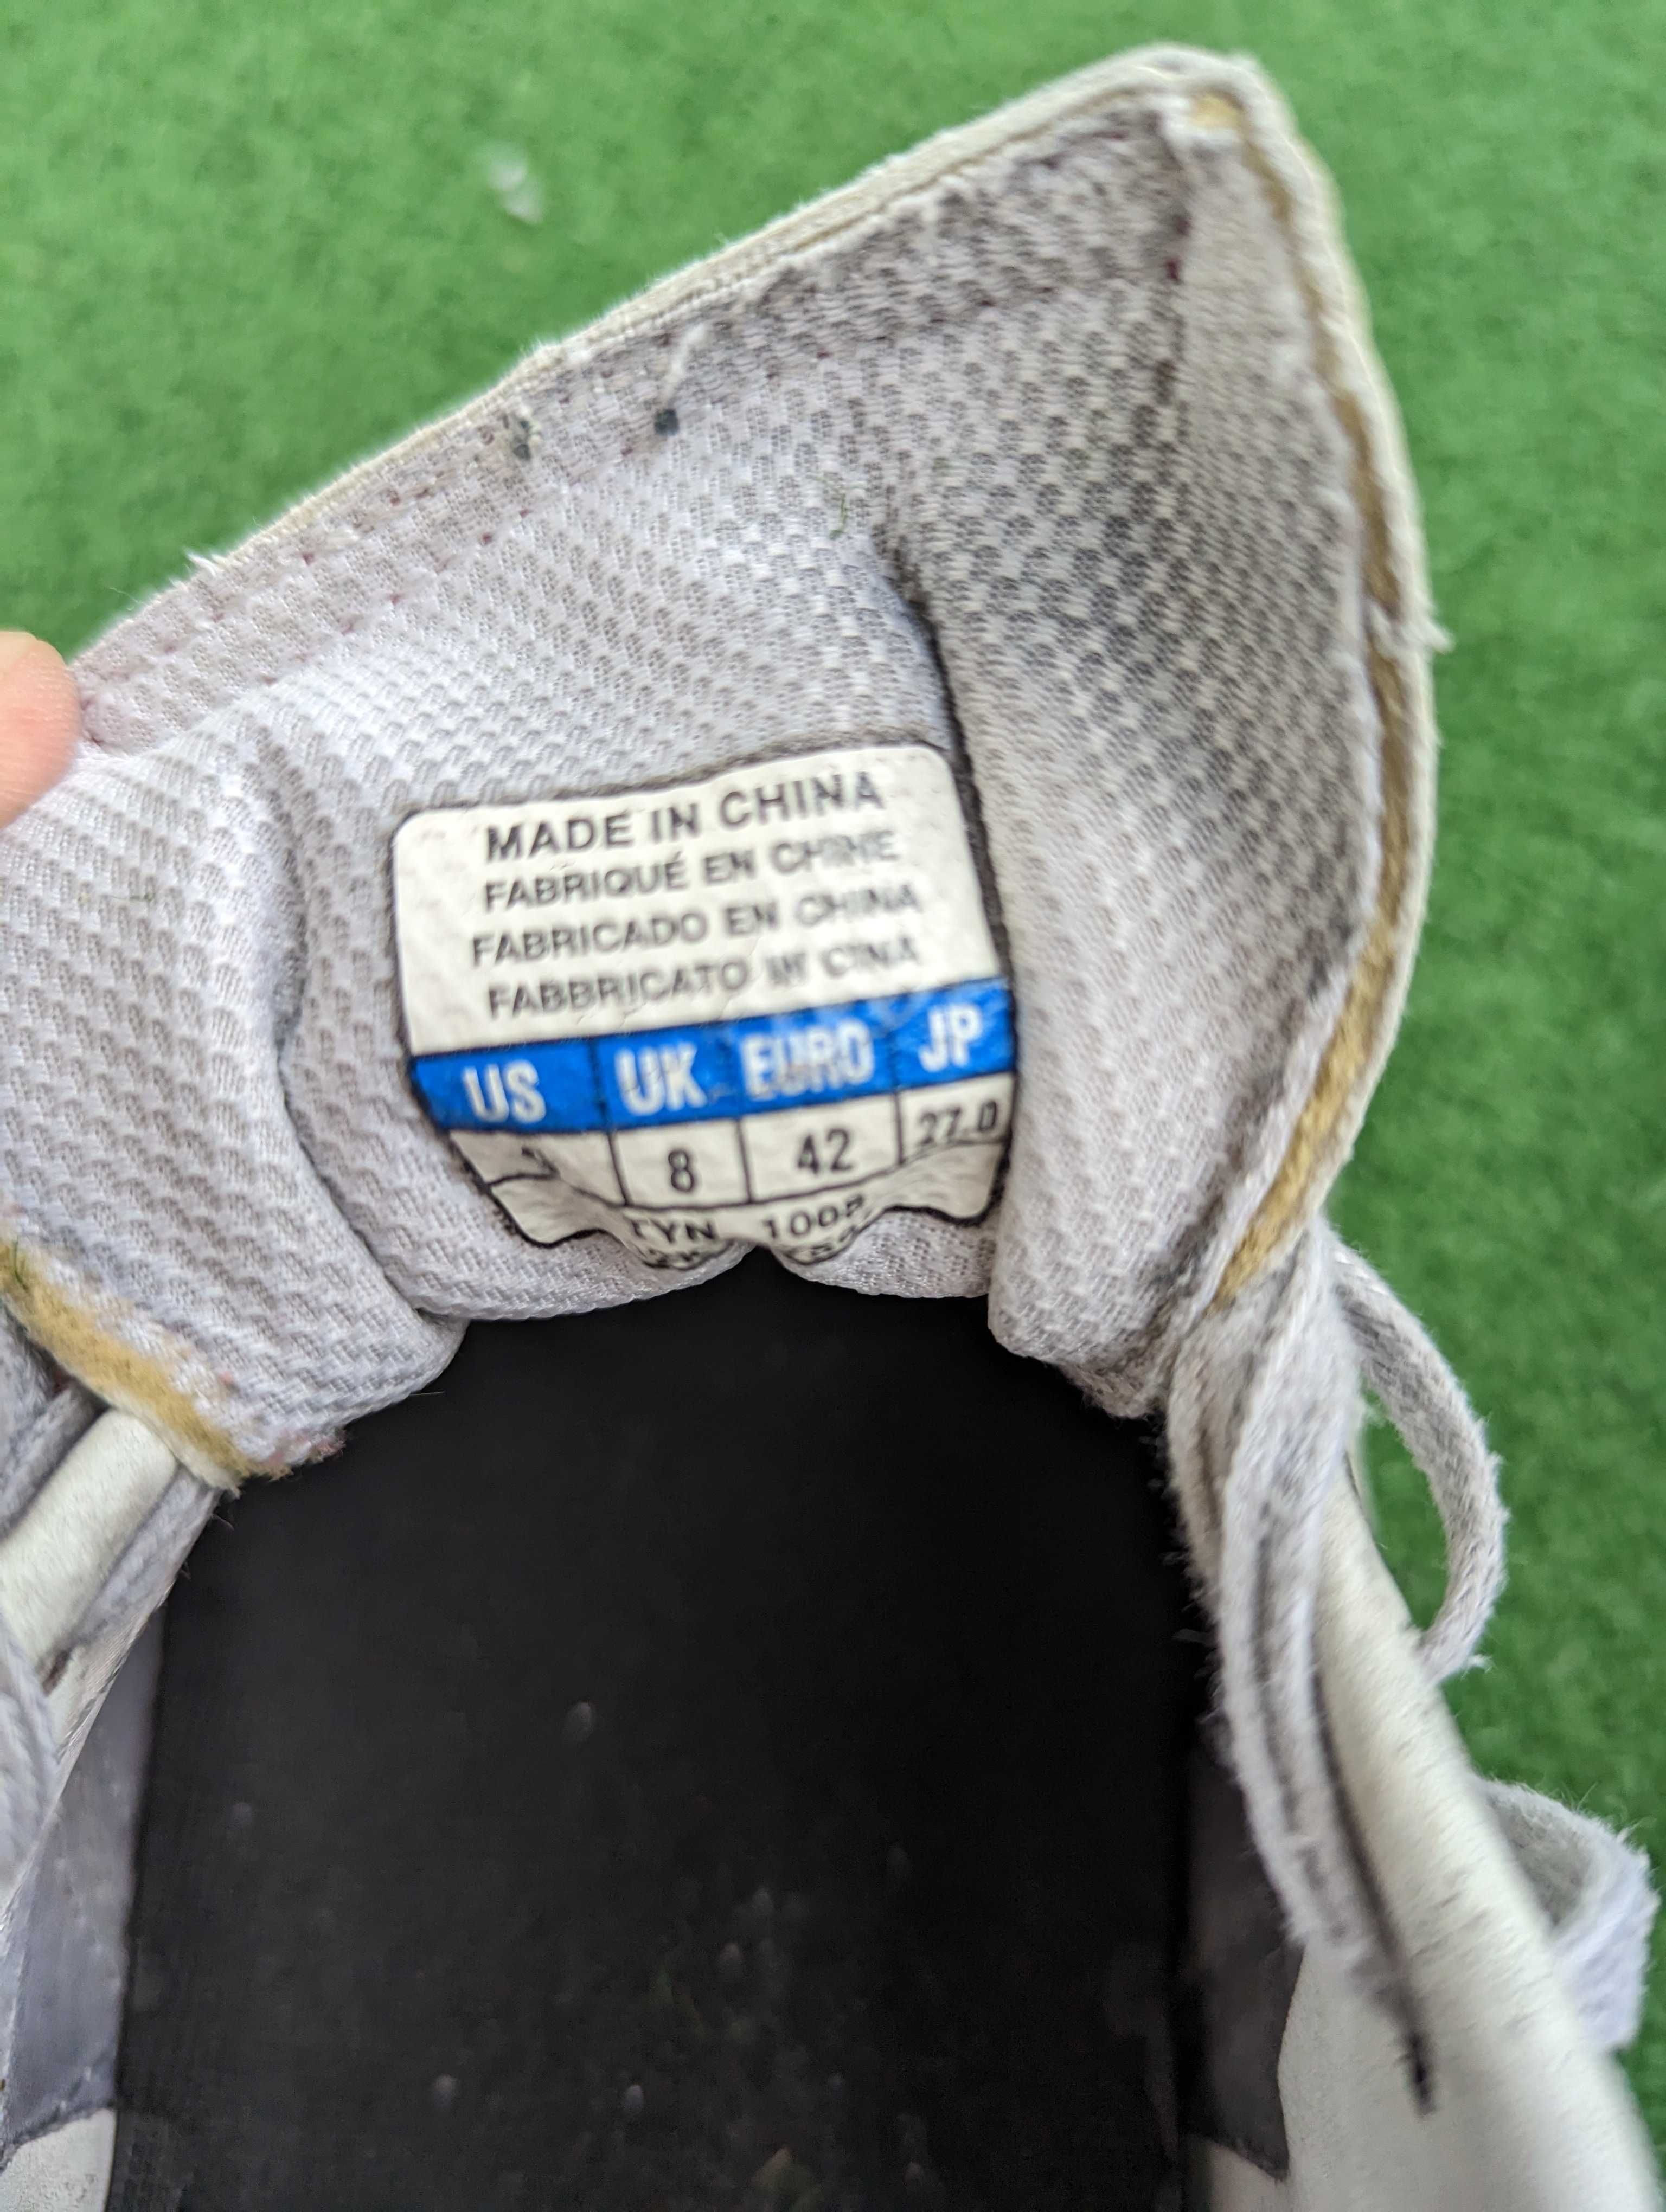 MADE IN CHINA
FABRIQUÉ EN CHINE
FABRICADO EN CHINA
FABBRICATO IN CINA
US UK EURO JP
8 42 27.0
TYN